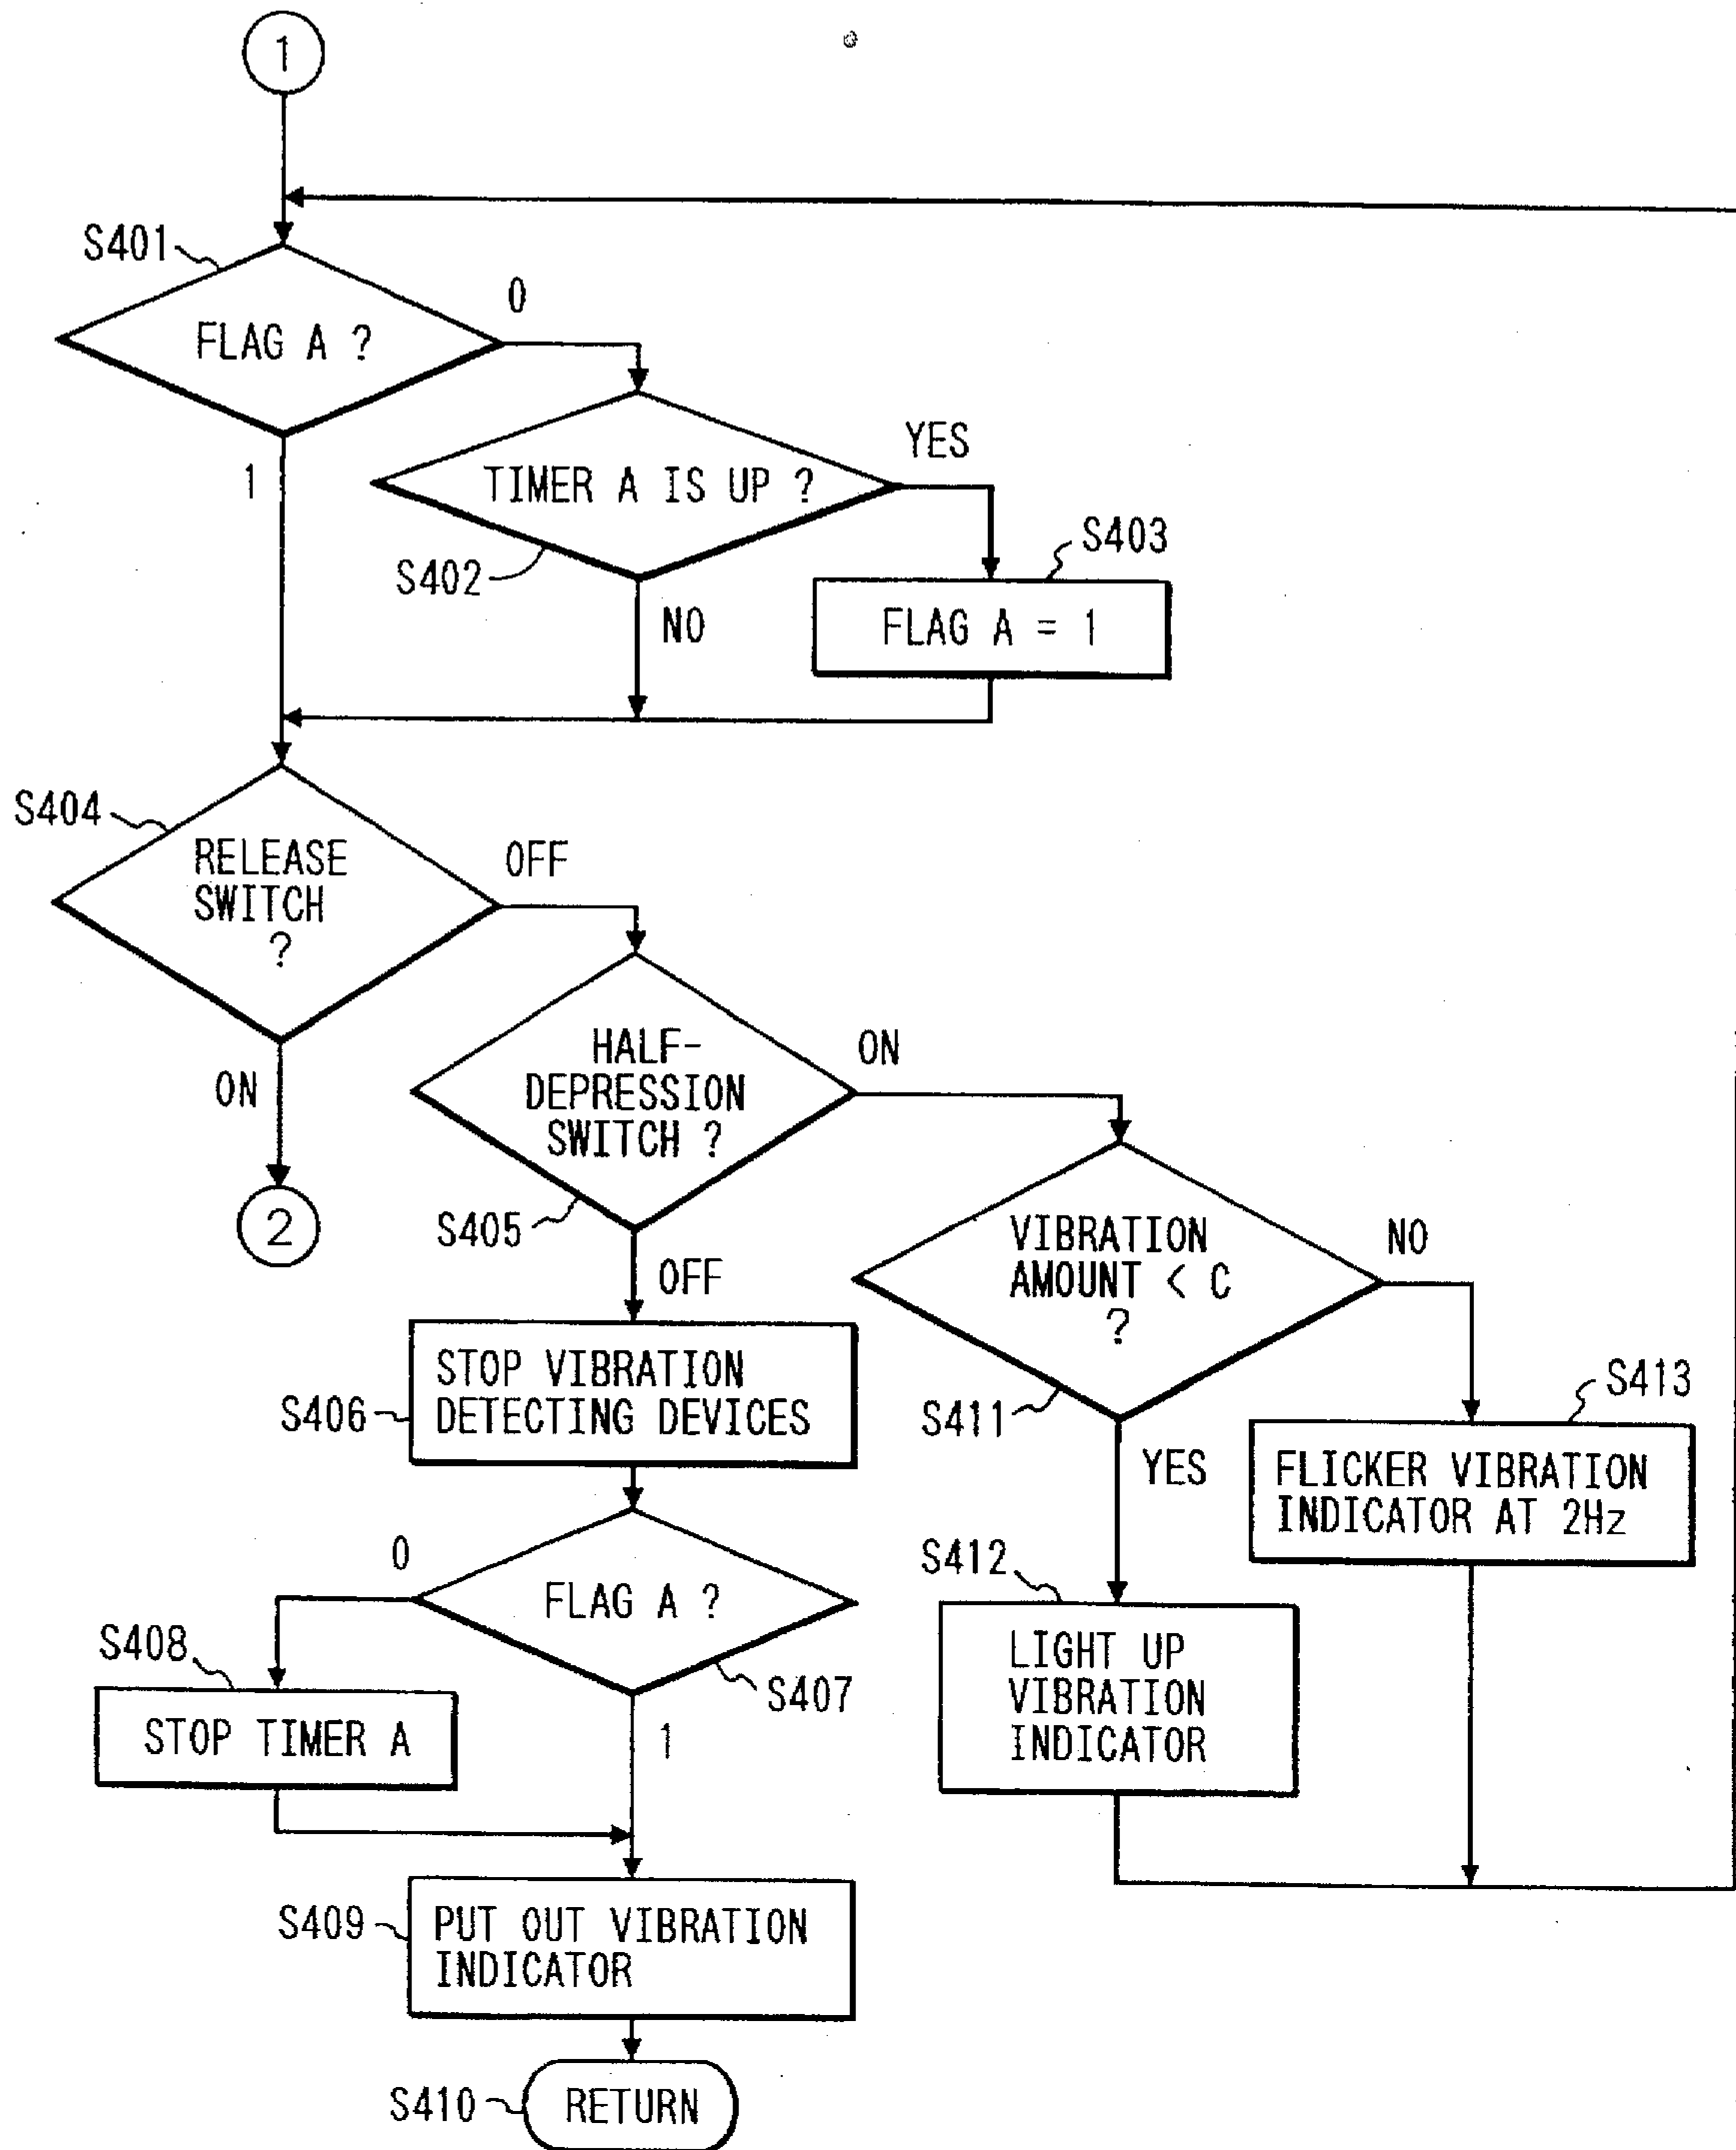 1
S401
FLAG A ?
0
1
TIMER A IS UP ?
YES
S402
NO
S403
FLAG A = 1
S404
RELEASE
SWITCH
?
OFF
ON
2
HALF-
DEPRESSION
SWITCH ?
ON
S405
OFF
VIBRATION
AMOUNT < C
?
NO
S411
YES
S406
STOP VIBRATION
DETECTING DEVICES
S413
FLICKER VIBRATION
INDICATOR AT 2Hz
S412
LIGHT UP
VIBRATION
INDICATOR
0
FLAG A ?
S407
1
S408
STOP TIMER A
S409
PUT OUT VIBRATION
INDICATOR
S410
RETURN